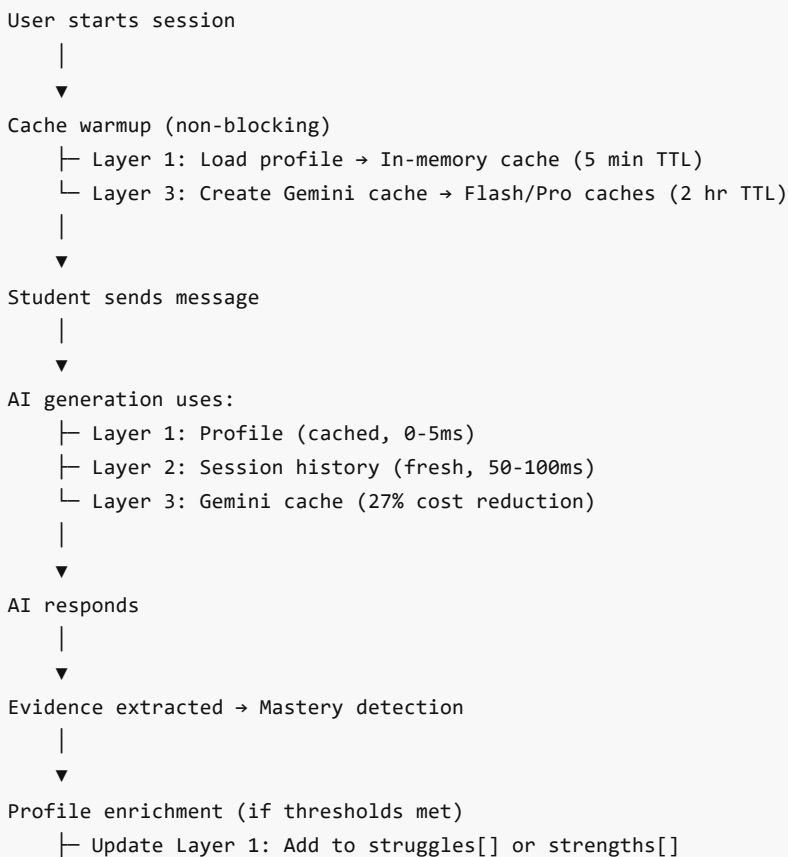 User starts session
│
▼
Cache warmup (non-blocking)
├─ Layer 1: Load profile → In-memory cache (5 min TTL)
└─ Layer 3: Create Gemini cache → Flash/Pro caches (2 hr TTL)
│
▼
Student sends message
│
▼
AI generation uses:
├─ Layer 1: Profile (cached, 0-5ms)
├─ Layer 2: Session history (fresh, 50-100ms)
└─ Layer 3: Gemini cache (27% cost reduction)
│
▼
AI responds
│
▼
Evidence extracted → Mastery detection
│
▼
Profile enrichment (if thresholds met)
├─ Update Layer 1: Add to struggles[] or strengths[]